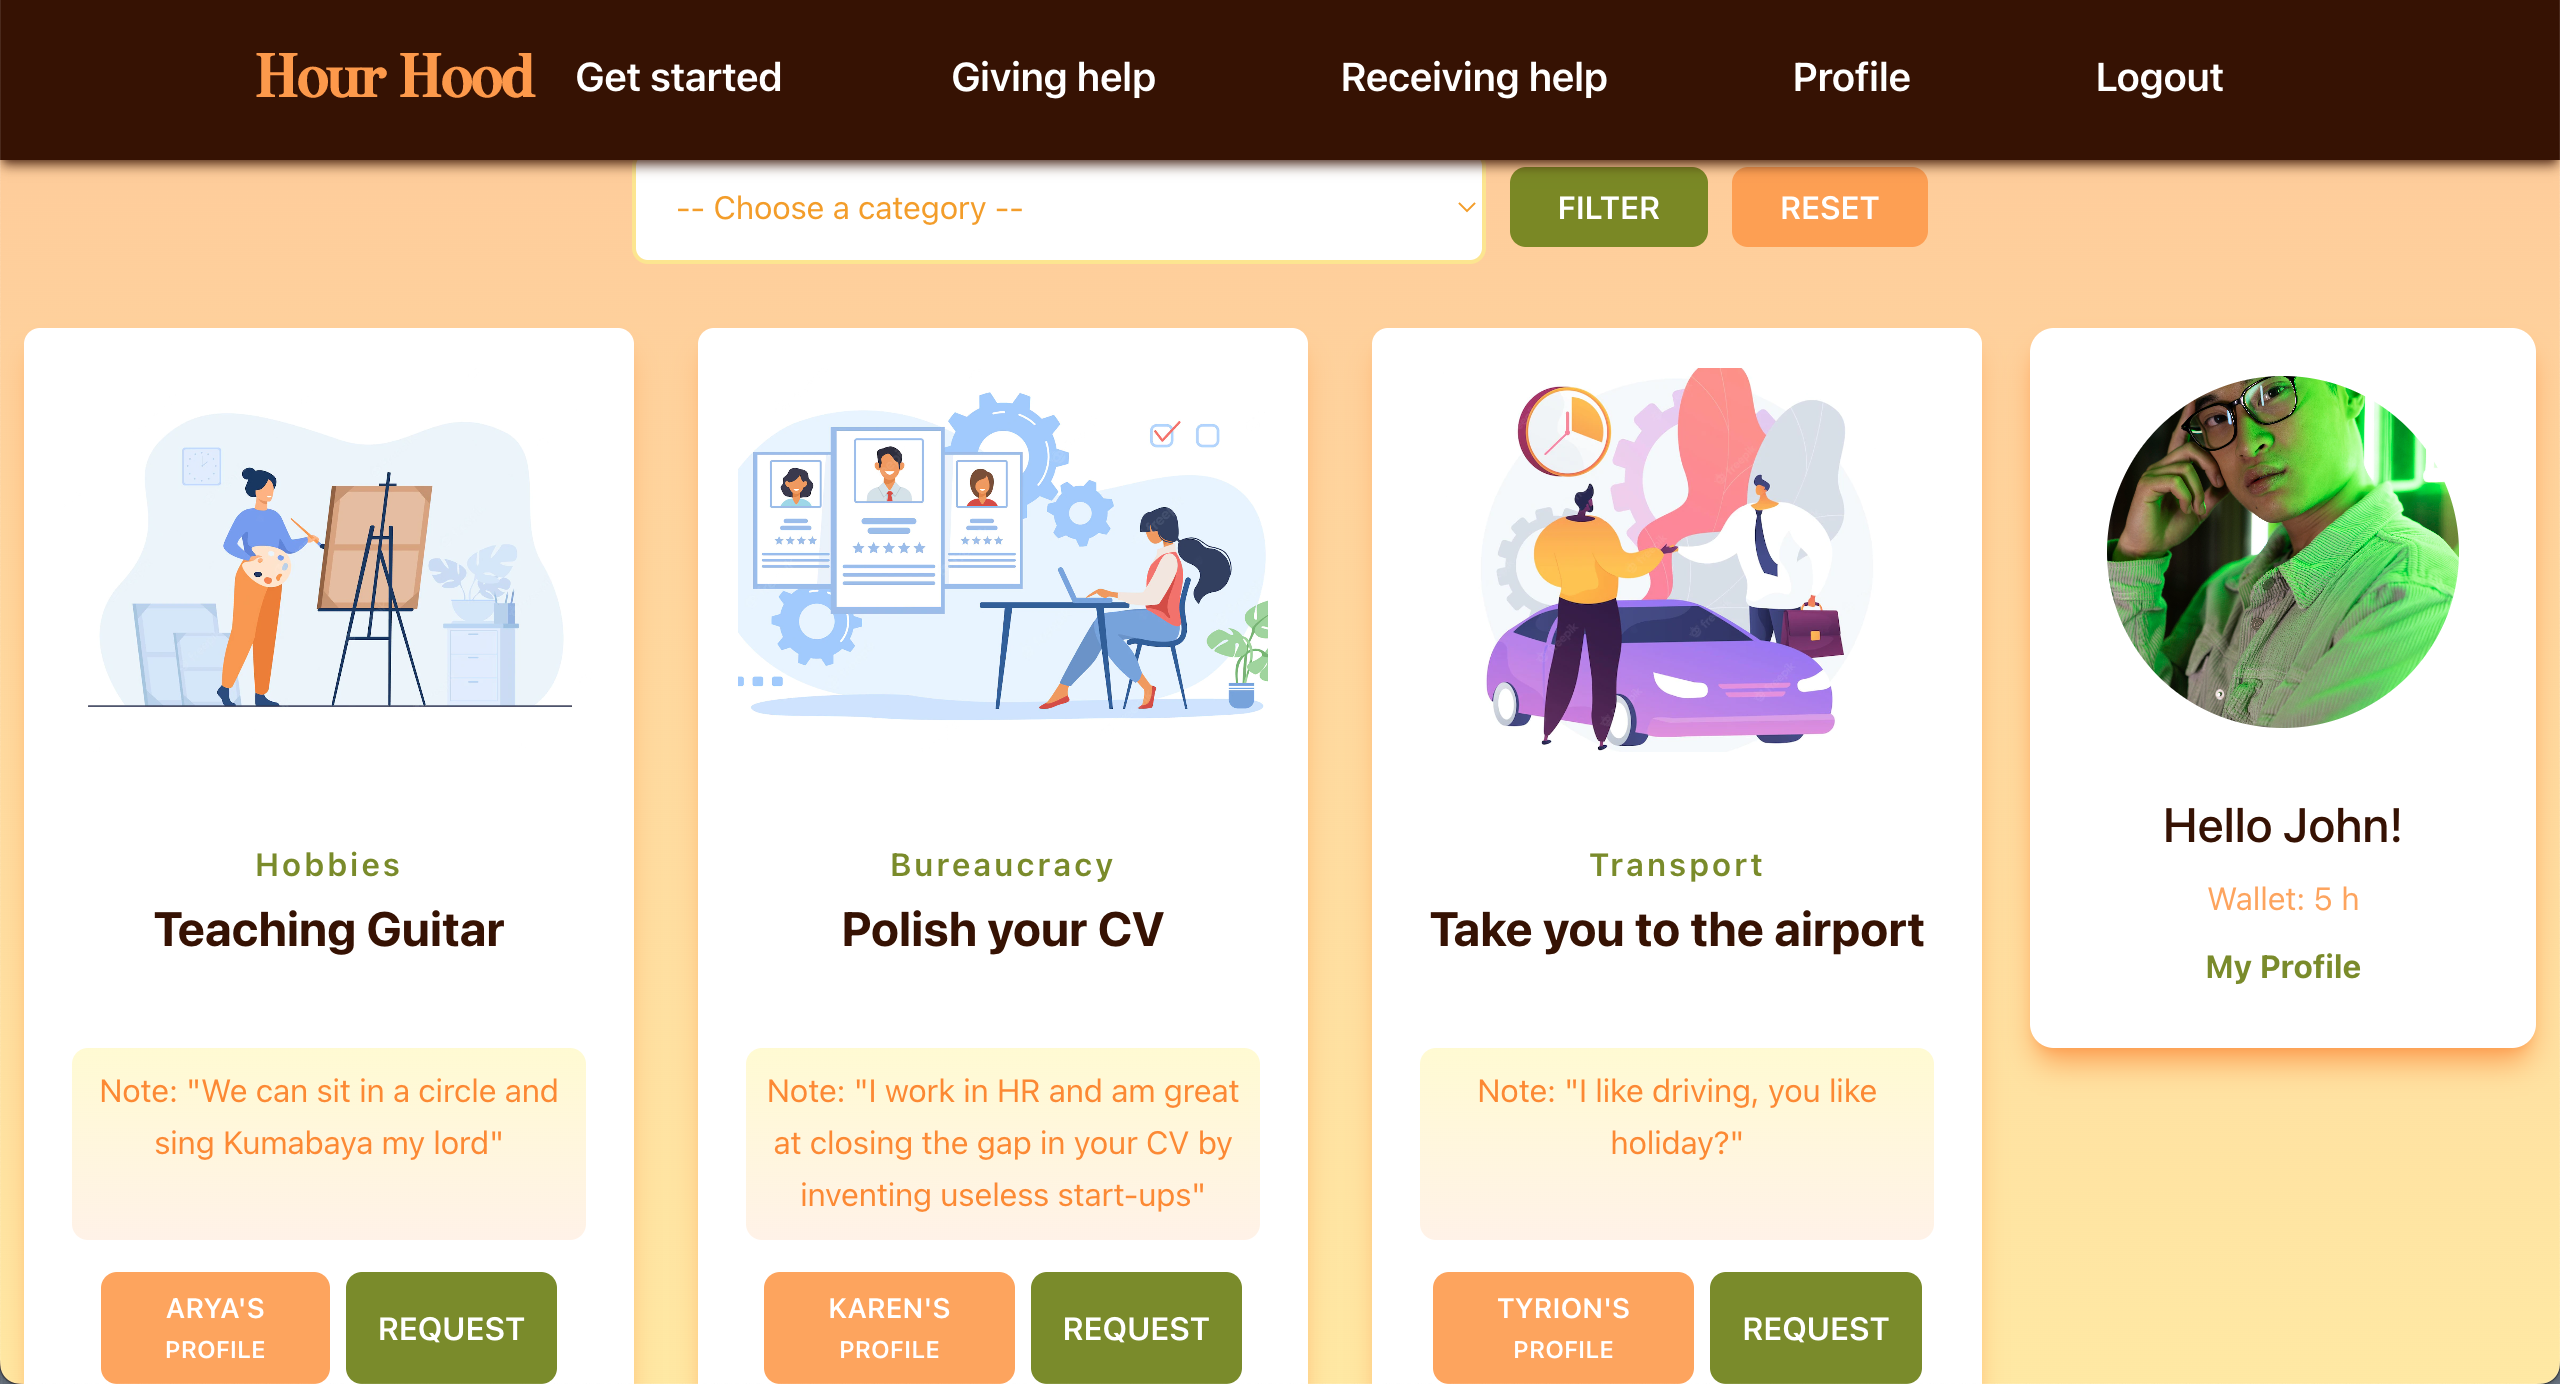 Hour Hood
Get started
Giving help
Receiving help
Profile
Logout
-- Choose a category --
FILTER
RESET
Hobbies
Teaching Guitar
Note: "We can sit in a circle and
sing Kumabaya my lord"
ARYA'S
PROFILE
REQUEST
Bureaucracy
Polish your CV
Note: "I work in HR and am great
at closing the gap in your CV by
inventing useless start-ups"
KAREN'S
PROFILE
REQUEST
Transport
Take you to the airport
Note: "I like driving, you like
holiday?"
TYRION'S
PROFILE
REQUEST
Hello John!
Wallet: 5 h
My Profile